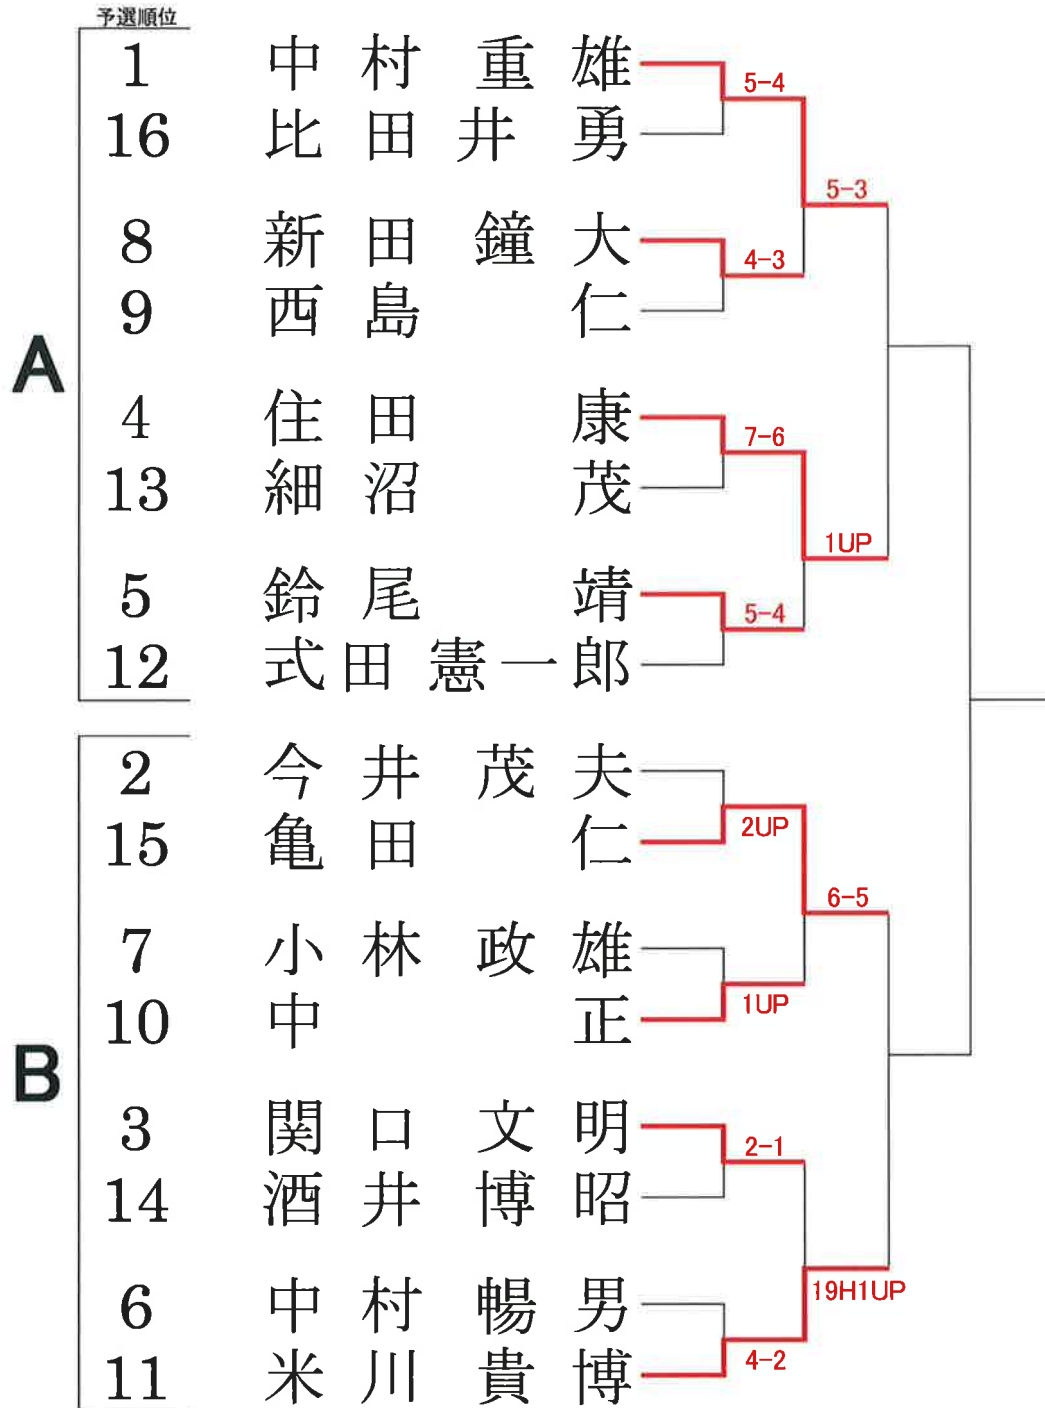 予選順位
1 中村重雄
5-4
16 比田井勇
5-3
8 新田鐘大
4-3
9 西島仁
A
4 住田康
7-6
13 細沼茂
1UP
5 鈴尾靖
5-4
12 式田憲一郎
2 今井茂夫
2UP
15 亀田仁
6-5
7 小林政雄
1UP
10 中正
B
3 関口文明
2-1
14 酒井博昭
19H1UP
6 中村暢男
4-2
11 米川貴博